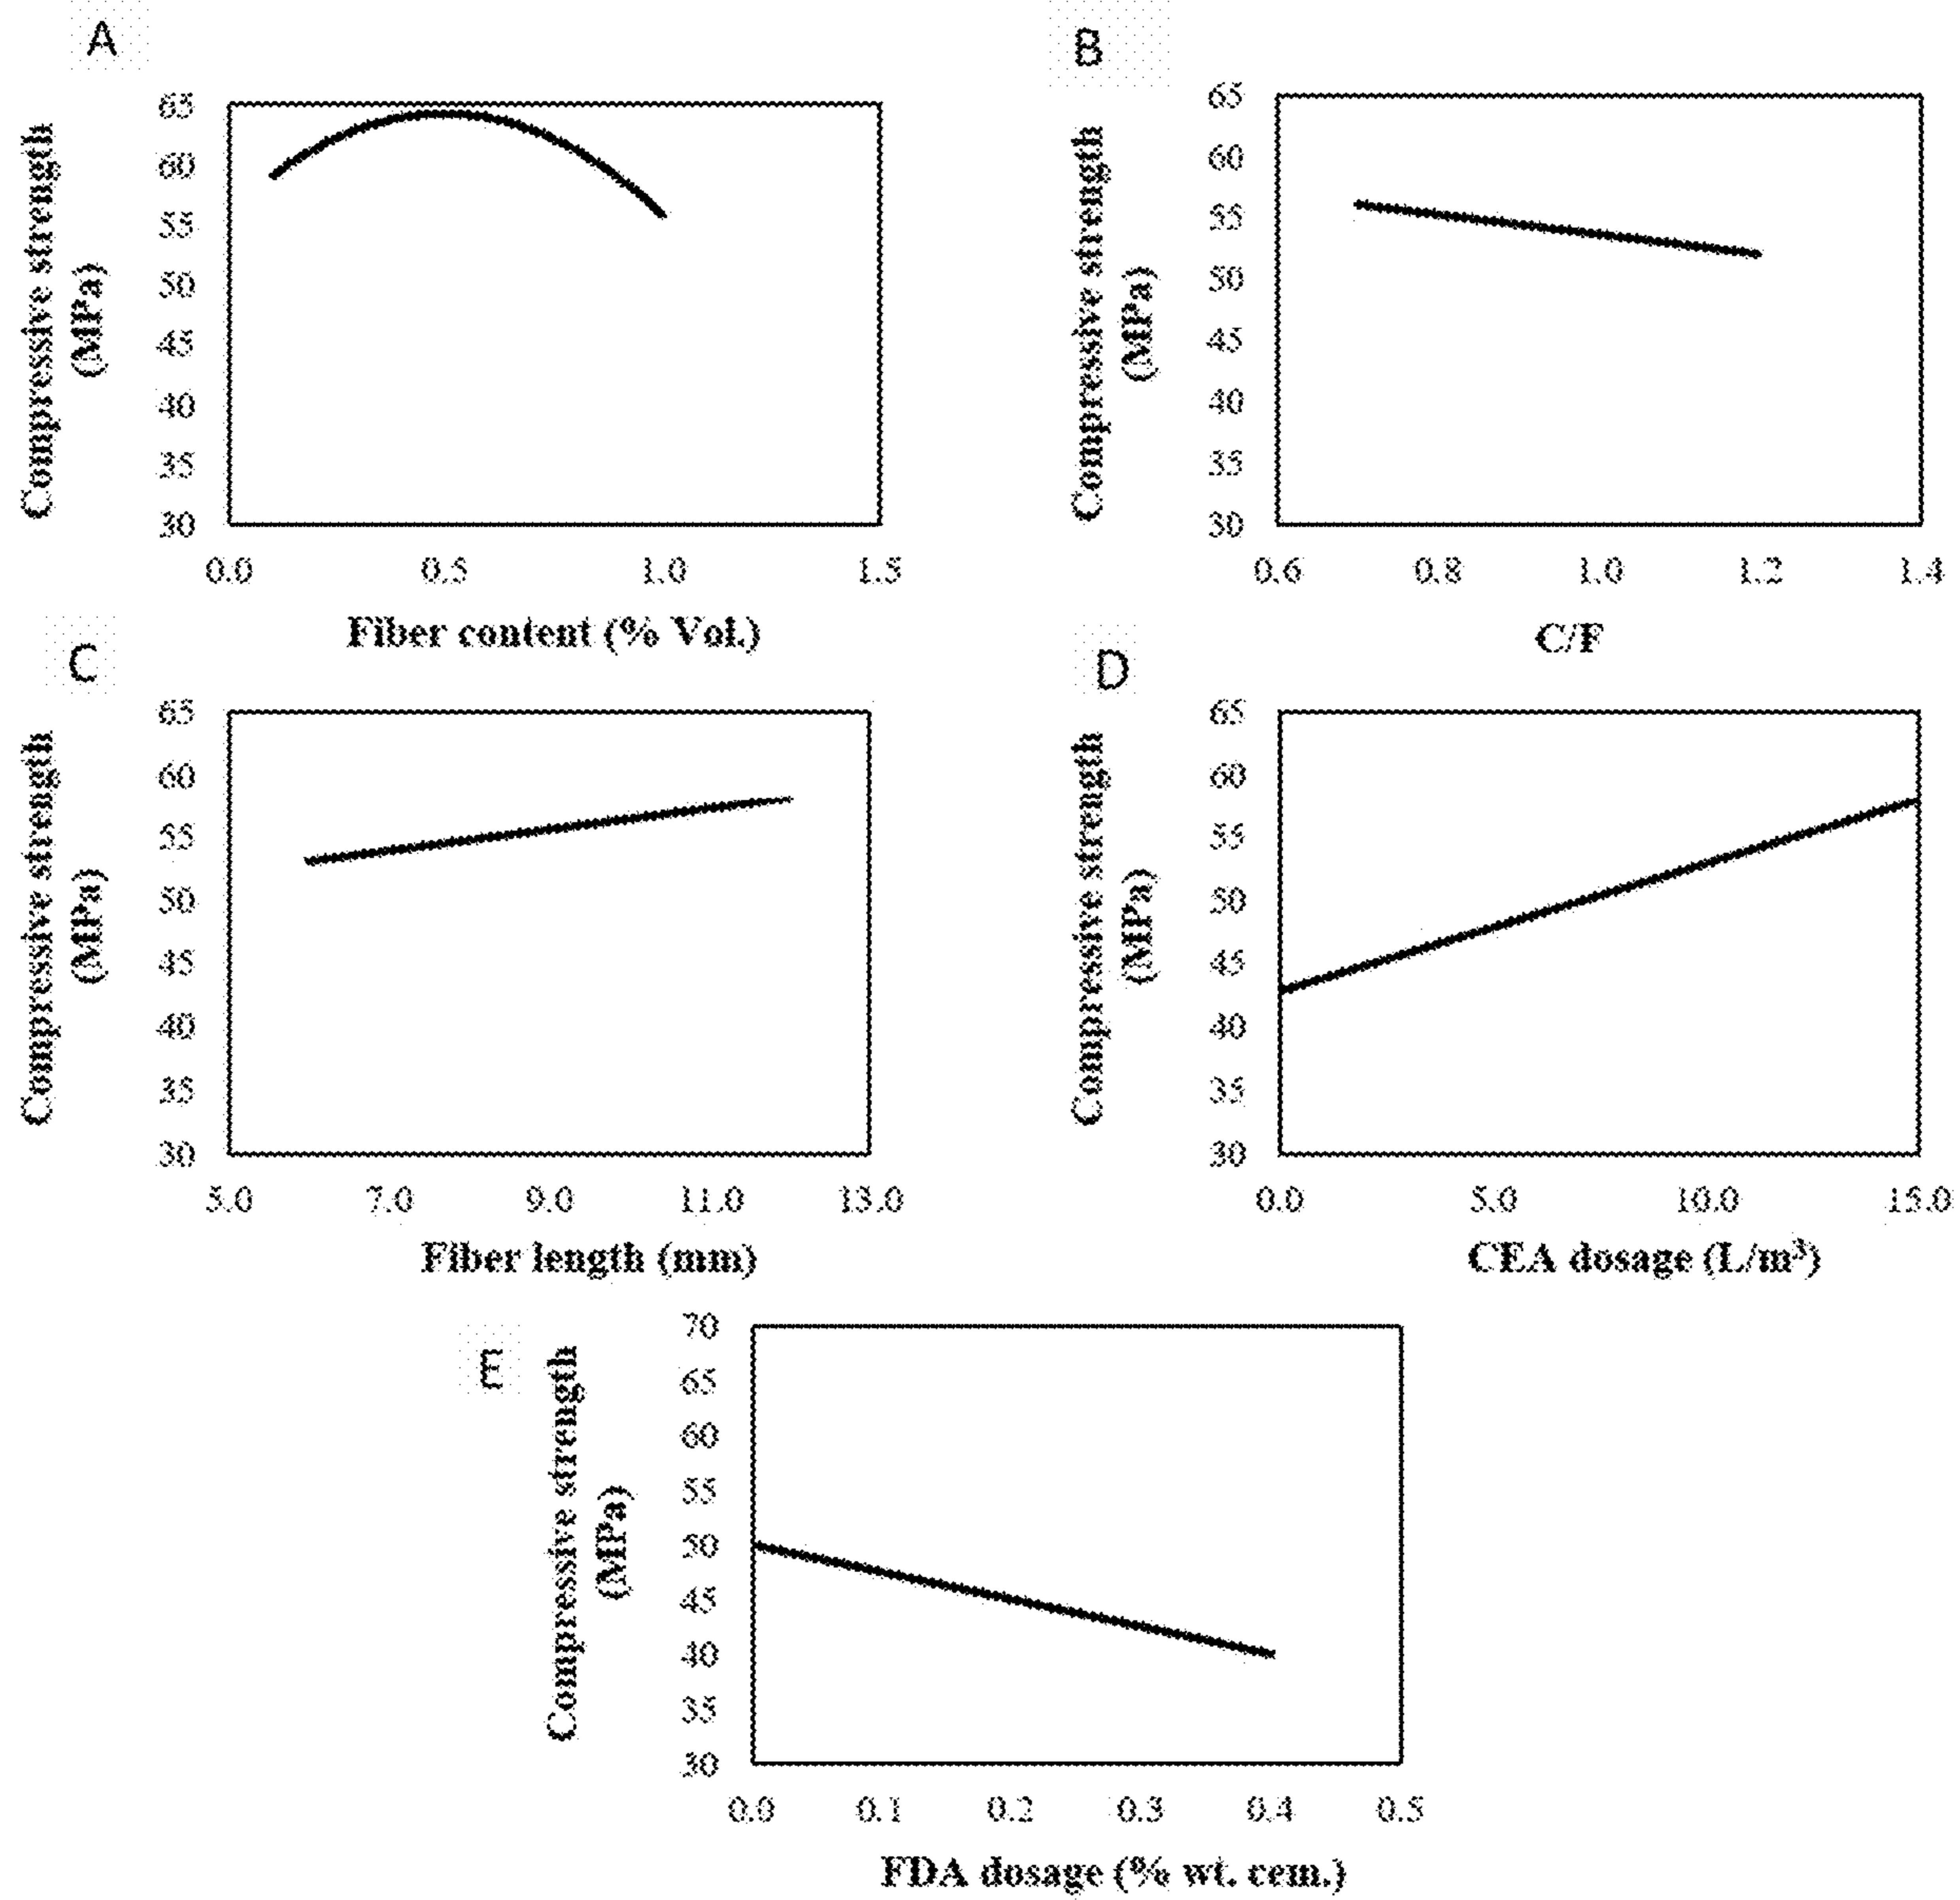 A
Compressive strength
(MPa)
65
60
55
50
45
40
35
30
0.0 0.5 1.0 1.5
Fiber content (% Vol.)
B
Compressive strength
(MPa)
65
60
55
50
45
40
35
30
0.6 0.8 1.0 1.2 1.4
C/F
C
Compressive strength
(MPa)
65
60
55
50
45
40
35
30
5.0 7.0 9.0 11.0 13.0
Fiber length (mm)
D
Compressive strength
(MPa)
65
60
55
50
45
40
35
30
0.0 5.0 10.0 15.0
CEA dosage (L/m³)
E
Compressive strength
(MPa)
70
65
60
55
50
45
40
35
30
0.0 0.1 0.2 0.3 0.4 0.5
FDA dosage (% wt. cem.)